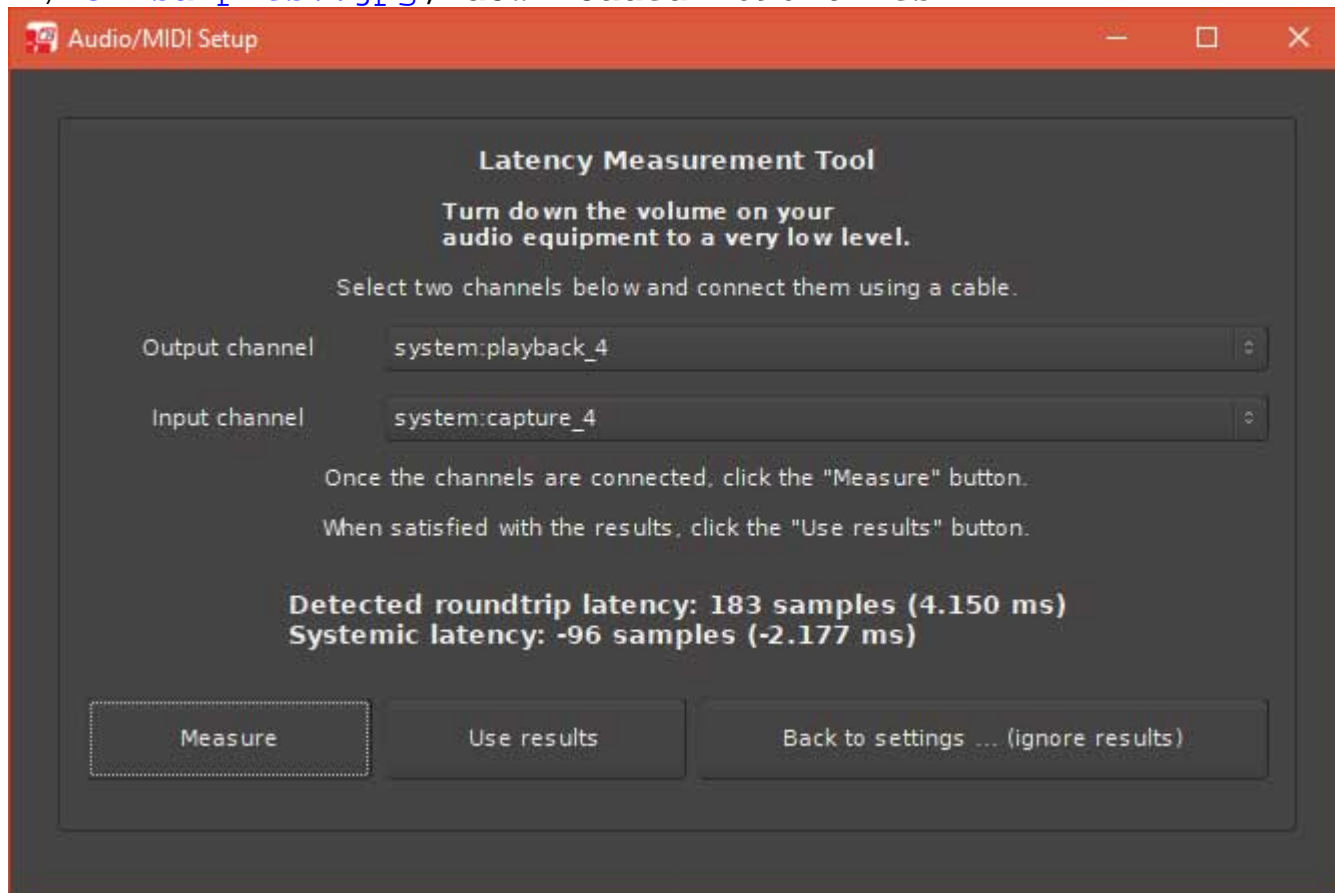 Audio/MIDI Setup
Latency Measurement Tool
Turn down the volume on your
audio equipment to a very low level.
Select two channels below and connect them using a cable.
Output channel system:playback_4
Input channel system:capture_4
Once the channels are connected, click the "Measure" button.
When satisfied with the results, click the "Use results" button.
Detected roundtrip latency: 183 samples (4.150 ms)
Systemic latency: -96 samples (-2.177 ms)
Measure Use results Back to settings ... (ignore results)